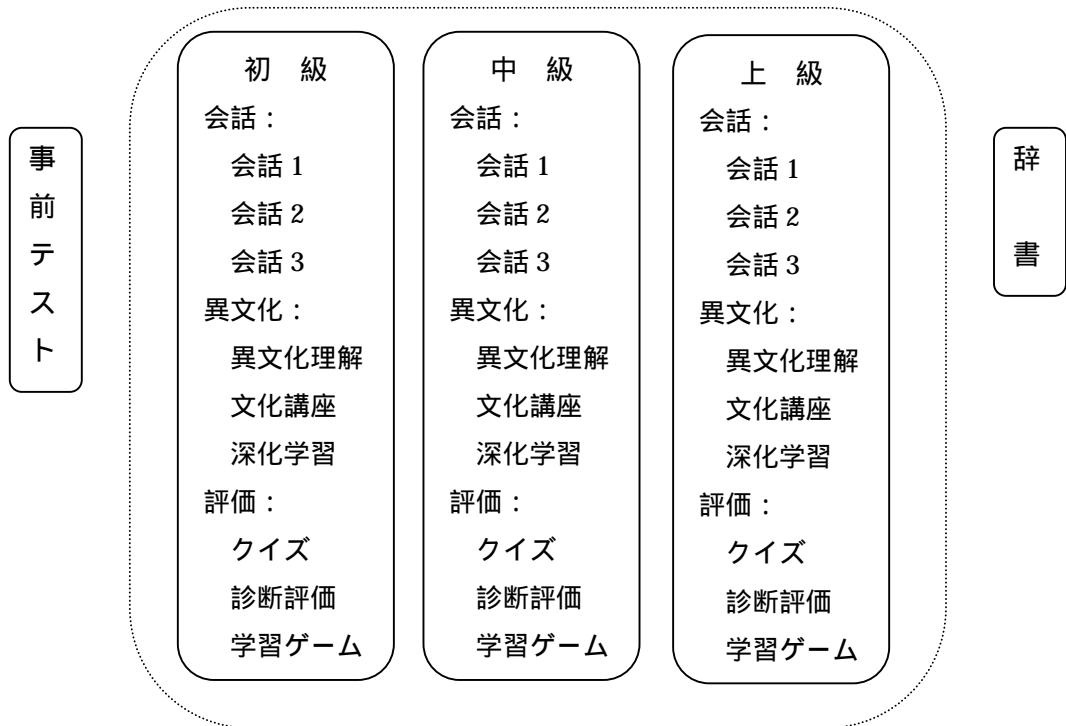 事前テスト
初　級
会話：
会話 1
会話 2
会話 3
異文化：
異文化理解
文化講座
深化学習
評価：
クイズ
診断評価
学習ゲーム
中　級
会話：
会話 1
会話 2
会話 3
異文化：
異文化理解
文化講座
深化学習
評価：
クイズ
診断評価
学習ゲーム
上　級
会話：
会話 1
会話 2
会話 3
異文化：
異文化理解
文化講座
深化学習
評価：
クイズ
診断評価
学習ゲーム
辞　書